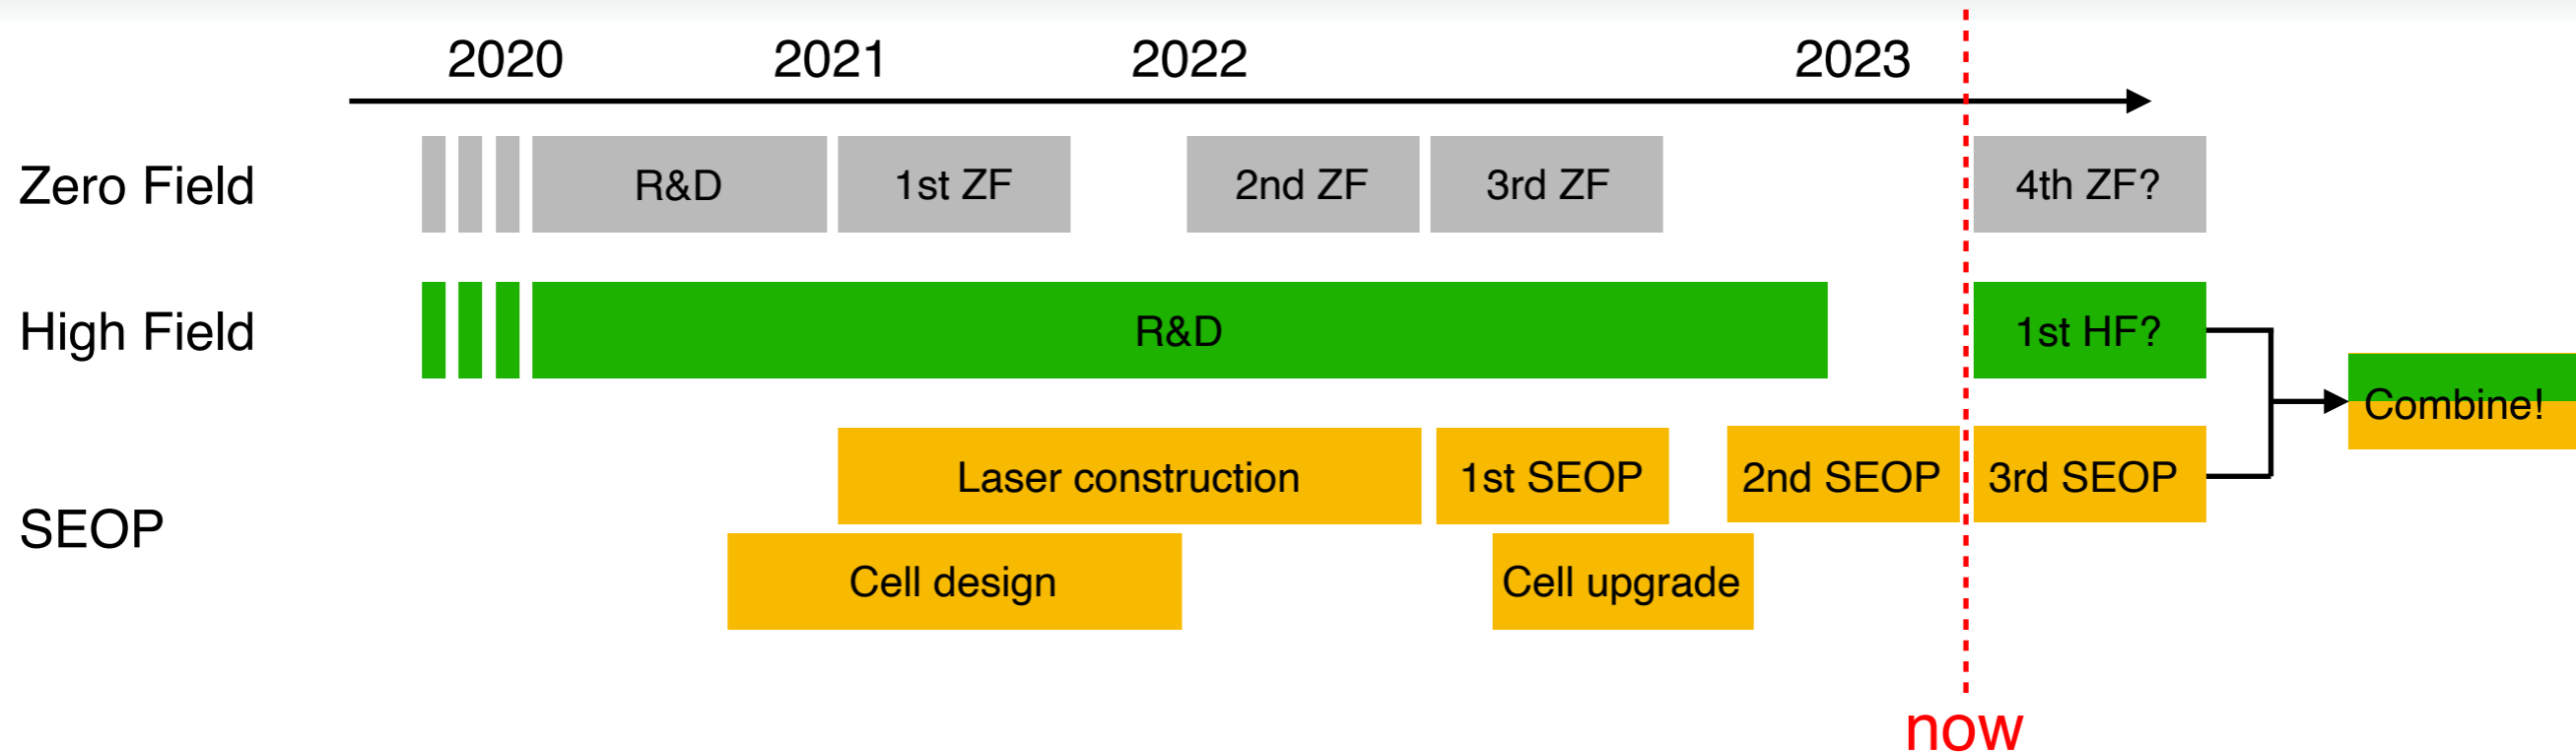 2020 2021 2022 2023
Zero Field R&D 1st ZF 2nd ZF 3rd ZF 4th ZF?
High Field R&D 1st HF?
Combine!
SEOP
Laser construction 1st SEOP 2nd SEOP 3rd SEOP
Cell design Cell upgrade
now